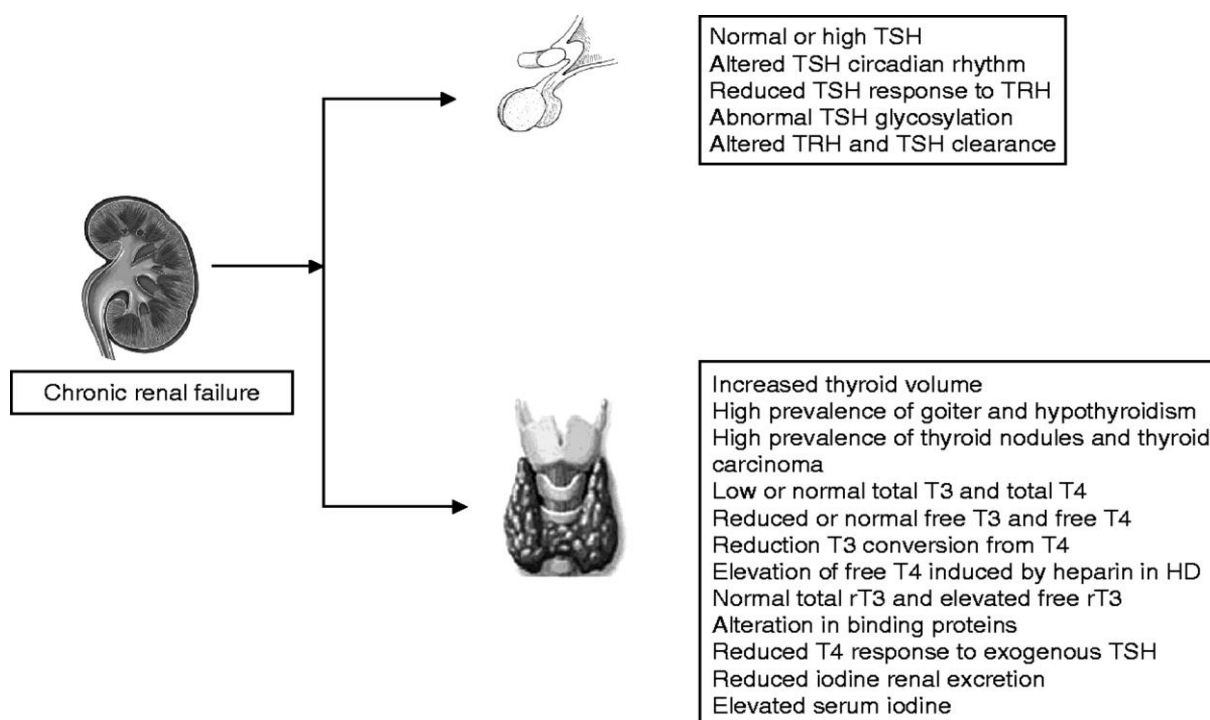 Normal or high TSH
Altered TSH circadian rhythm
Reduced TSH response to TRH
Abnormal TSH glycosylation
Altered TRH and TSH clearance
Chronic renal failure
Increased thyroid volume
High prevalence of goiter and hypothyroidism
High prevalence of thyroid nodules and thyroid
carcinoma
Low or normal total T3 and total T4
Reduced or normal free T3 and free T4
Reduction T3 conversion from T4
Elevation of free T4 induced by heparin in HD
Normal total rT3 and elevated free rT3
Alteration in binding proteins
Reduced T4 response to exogenous TSH
Reduced iodine renal excretion
Elevated serum iodine